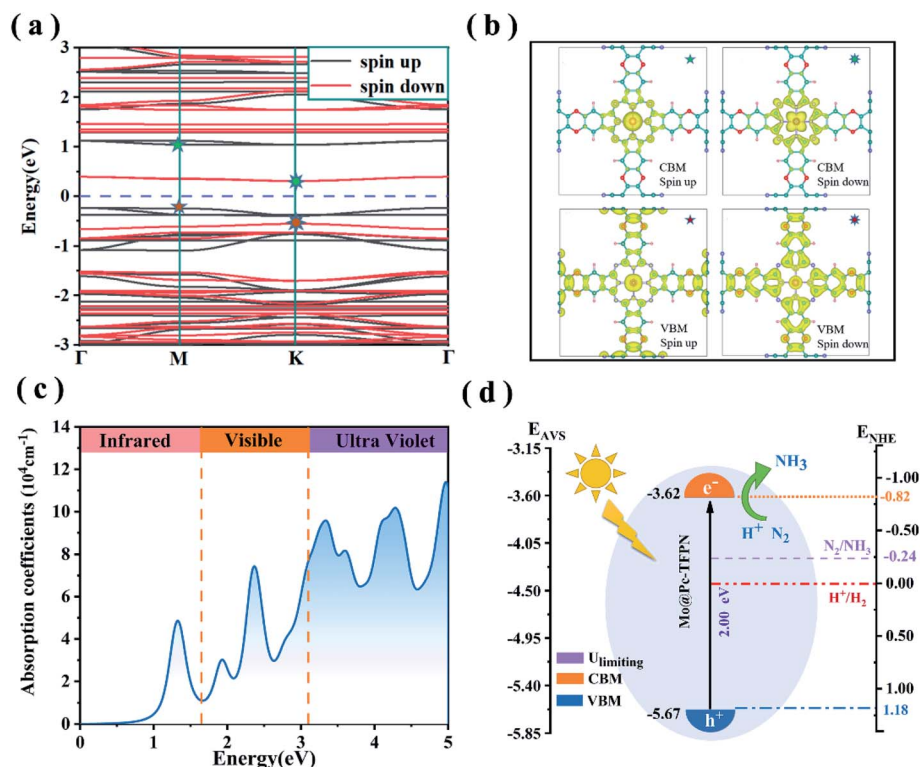 (a)
3
2
1
0
-1
-2
-3
Energy(eV)
spin up
spin down
Γ M K Γ
(b)
CBM
Spin up
CBM
Spin down
VBM
Spin up
VBM
Spin down
(c)
Infrared Visible Ultra Violet
14
12
10
8
6
4
2
0
Absorption coefficients (10⁴cm⁻¹)
0 1 2 3 4 5
Energy(eV)
(d)
E_AVS
-3.15
-3.60
-4.05
-4.50
-4.95
-5.40
-5.85
E_NHE
-1.00
-0.82
-0.50
-0.24
0.00
0.50
1.00
1.18
NH₃
-3.62 e⁻
H⁺ N₂
N₂/NH₃
H⁺/H₂
Mo@Pc-TFPN
2.00 eV
U_limiting
CBM
VBM
-5.67 h⁺